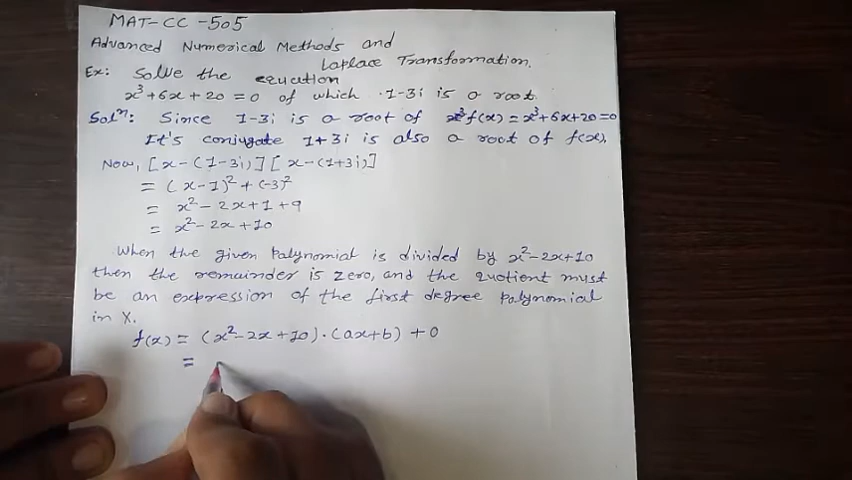 MAT-CC-505
Advanced Numerical Methods and
Laplace Transformation.
Ex: Solve the equation
x³+6x+20=0 of which 1-3i is a root.
Solⁿ: Since 1-3i is a root of f(x)=x³+6x+20=0
It's conjugate 1+3i is also a root of f(x).
Now, [x-(1-3i)][x-(1+3i)]
= (x-1)²+(-3)²
= x²-2x+1+9
= x²-2x+10
When the given Polynomial is divided by x²-2x+10
then the remainder is zero, and the quotient must
be an expression of the first degree polynomial
in X.
f(x) = (x²-2x+10)·(ax+b)+0
=